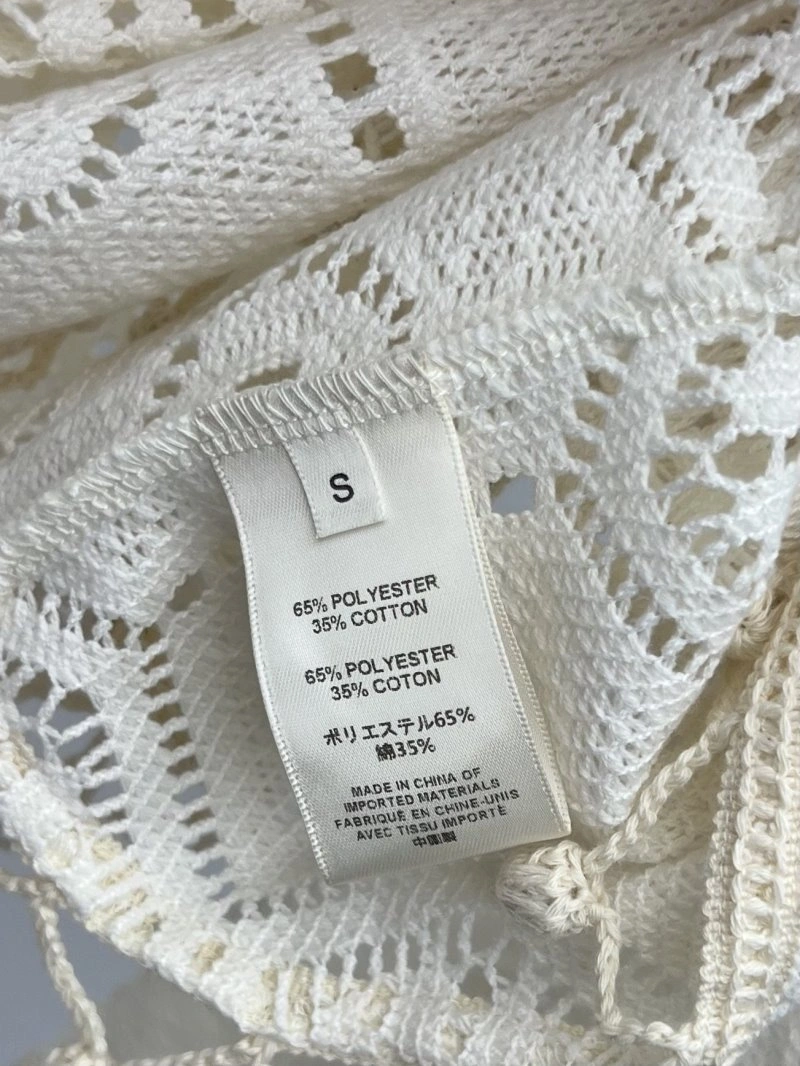 S
65% POLYESTER
35% COTTON
65% POLYESTER
35% COTON
ポリエステル65%
綿35%
MADE IN CHINA OF
IMPORTED MATERIALS
FABRIQUÉ EN CHINE-UNIS
AVEC TISSU IMPORTÉ
中国製